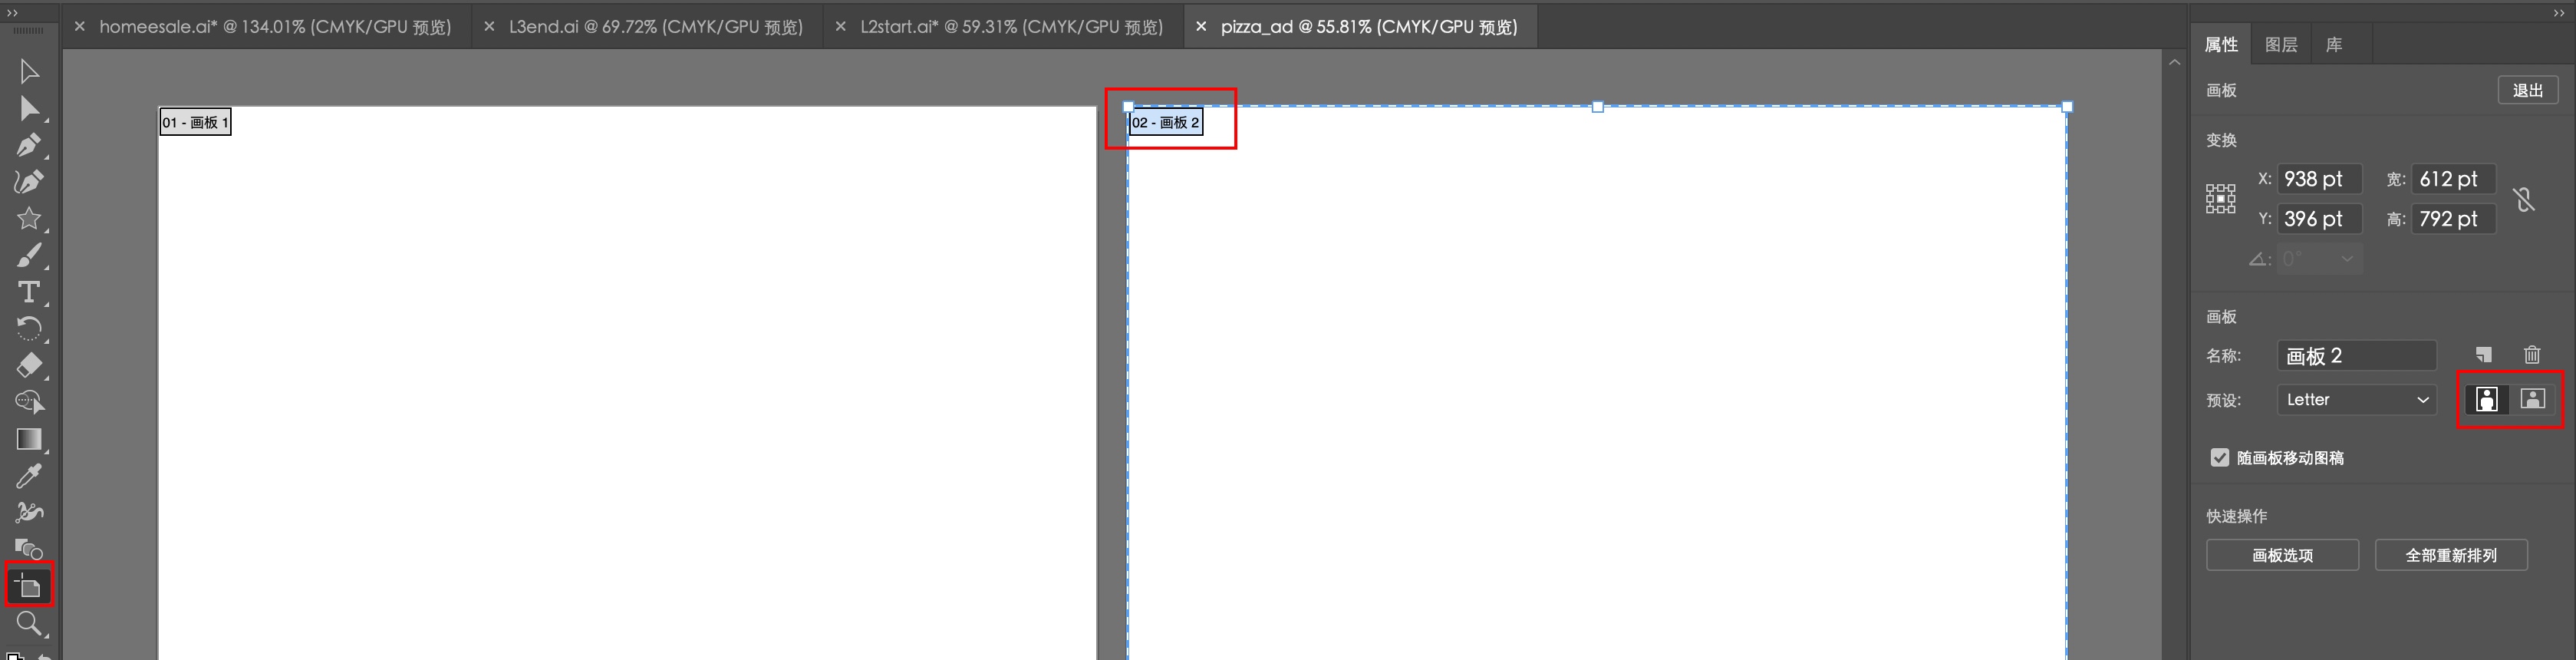 homeesale.ai* @ 134.01% (CMYK/GPU 预览)
L3end.ai @ 69.72% (CMYK/GPU 预览)
L2start.ai* @ 59.31% (CMYK/GPU 预览)
pizza_ad @ 55.81% (CMYK/GPU 预览)
01 - 画板 1
02 - 画板 2
属性 图层 库
画板 退出
变换
X: 938 pt 宽: 612 pt
Y: 396 pt 高: 792 pt
0°
画板
名称: 画板 2
预设: Letter
随画板移动图稿
快速操作
画板选项 全部重新排列